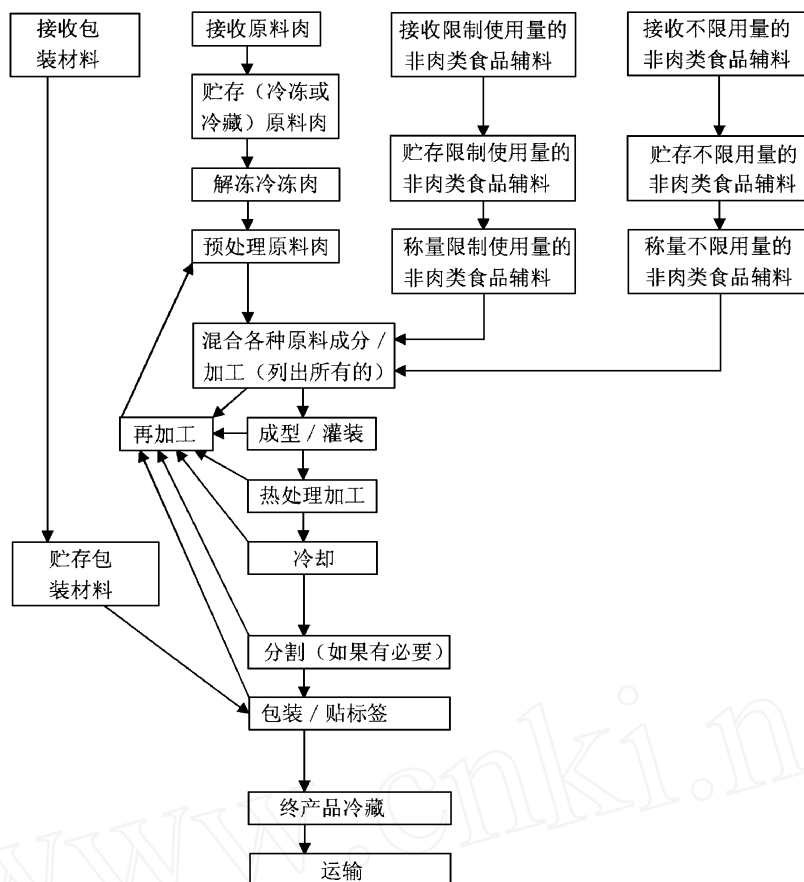 接收包
装材料
接收原料肉
接收限制使用量的
非肉类食品辅料
接收不限用量的
非肉类食品辅料
贮存（冷冻或
冷藏）原料肉
贮存限制使用量的
非肉类食品辅料
贮存不限用量的
非肉类食品辅料
解冻冷冻肉
预处理原料肉
称量限制使用量的
非肉类食品辅料
称量不限用量的
非肉类食品辅料
混合各种原料成分／
加工（列出所有的）
再加工
成型／灌装
热处理加工
冷却
贮存包
装材料
分割（如果有必要）
包装／贴标签
终产品冷藏
运输
www.cnki.n